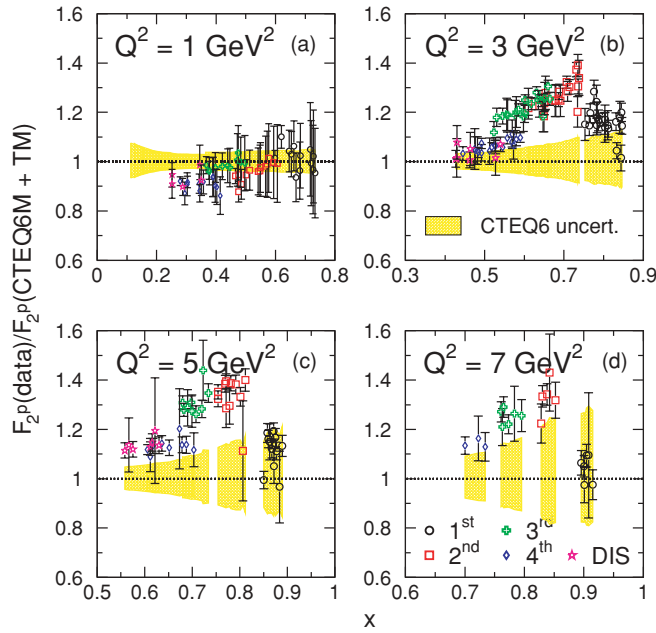 F₂ᵖ(data)/F₂ᵖ(CTEQ6M + TM)
Q² = 1 GeV² (a)
1.6
1.4
1.2
1
0.8
0.6
0 0.2 0.4 0.6 0.8
Q² = 3 GeV² (b)
1.6
1.4
1.2
1
0.8
0.6
CTEQ6 uncert.
0.3 0.5 0.7 0.9
Q² = 5 GeV² (c)
1.6
1.4
1.2
1
0.8
0.6
0.5 0.6 0.7 0.8 0.9 1
Q² = 7 GeV² (d)
1.6
1.4
1.2
1
0.8
0.6
1ˢᵗ 3ʳᵈ
2ⁿᵈ 4ᵗʰ DIS
0.6 0.7 0.8 0.9 1
x